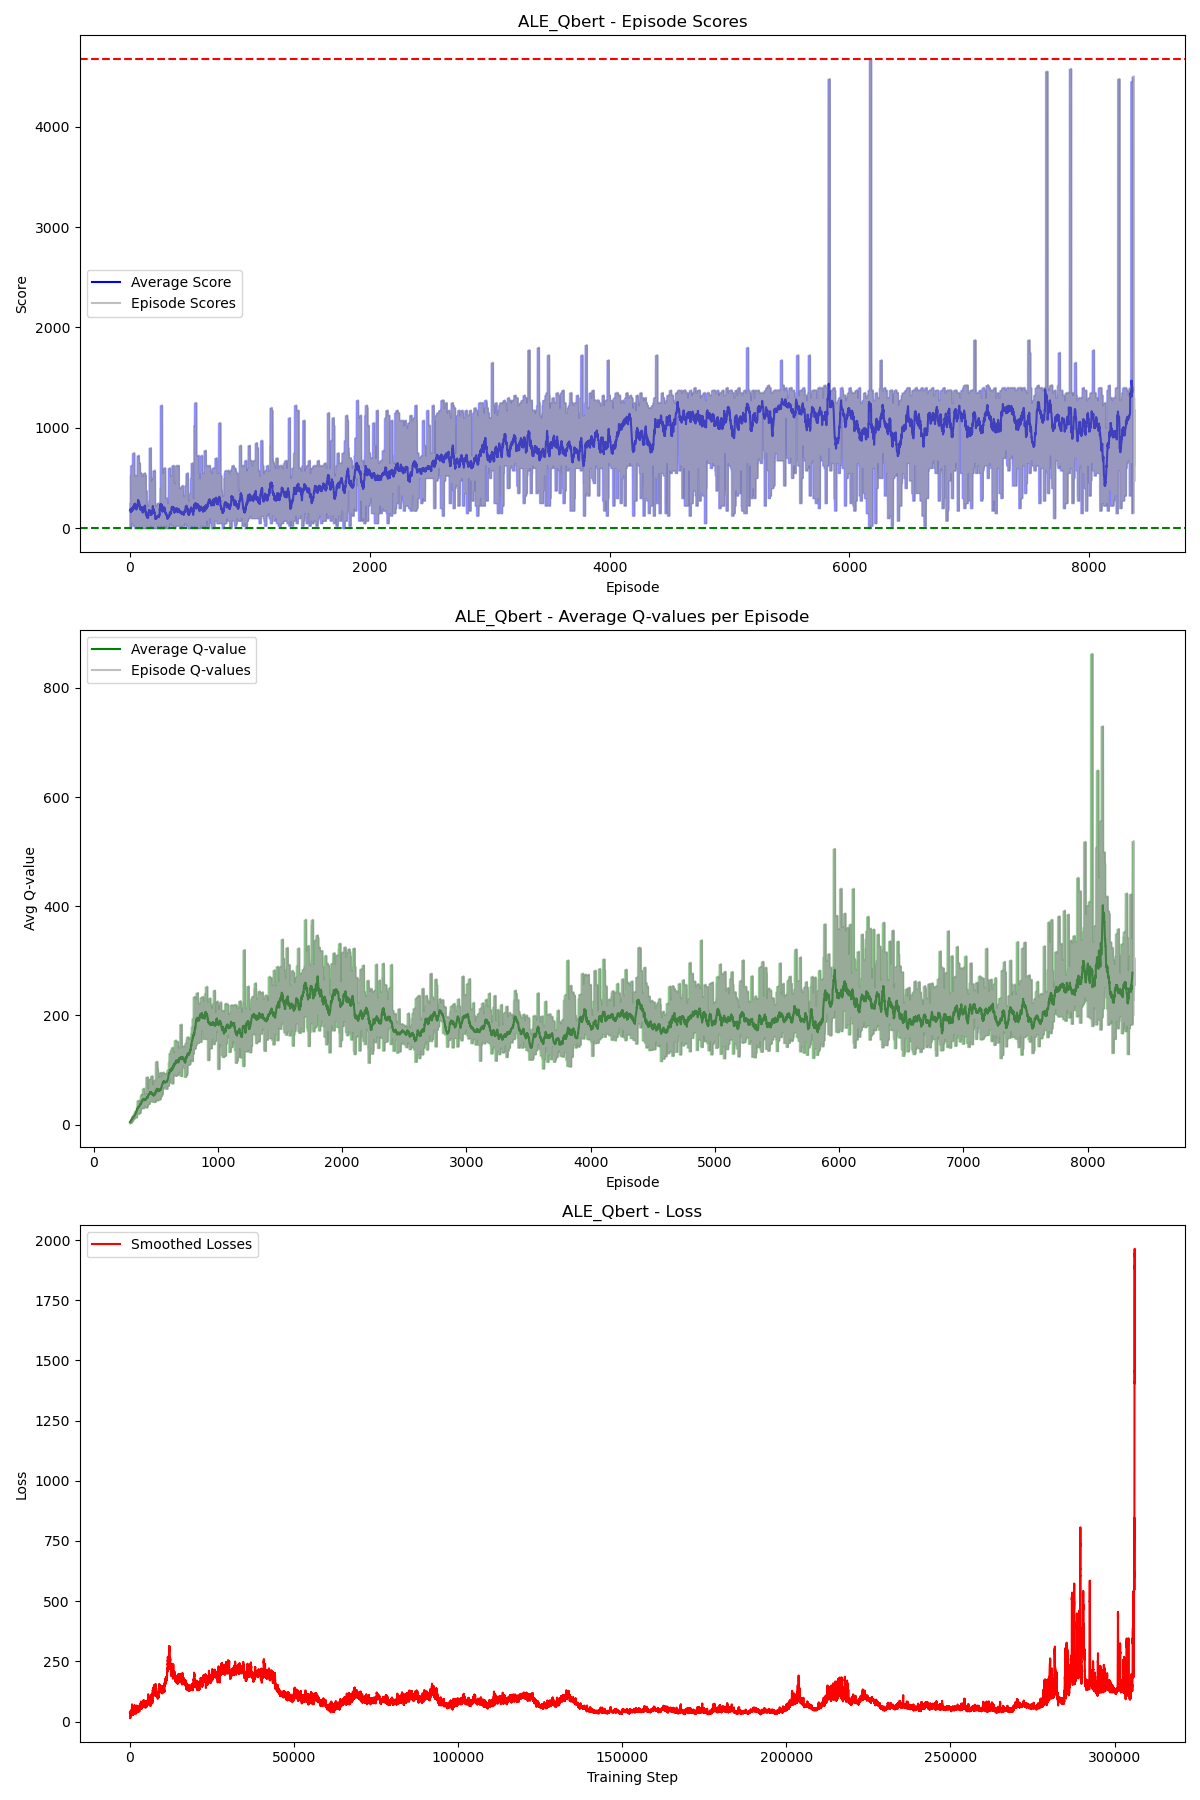 ALE_Qbert - Episode Scores
Score
4000
3000
2000
1000
0
Average Score
Episode Scores
0 2000 4000 6000 8000
Episode
ALE_Qbert - Average Q-values per Episode
Avg Q-value
800
600
400
200
0
Average Q-value
Episode Q-values
0 1000 2000 3000 4000 5000 6000 7000 8000
Episode
ALE_Qbert - Loss
Loss
2000
1750
1500
1250
1000
750
500
250
0
Smoothed Losses
0 50000 100000 150000 200000 250000 300000
Training Step